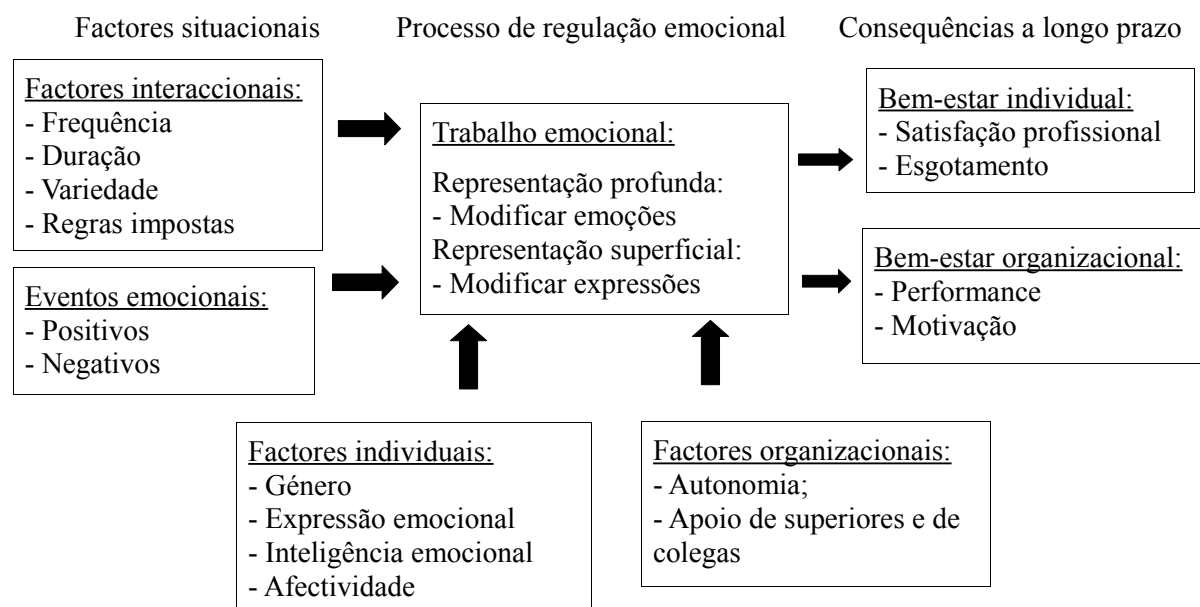 Factores situacionais
Processo de regulação emocional
Consequências a longo prazo
Factores interaccionais:
- Frequência
- Duração
- Variedade
- Regras impostas
Eventos emocionais:
- Positivos
- Negativos
Trabalho emocional:
Representação profunda:
- Modificar emoções
Representação superficial:
- Modificar expressões
Bem-estar individual:
- Satisfação profissional
- Esgotamento
Bem-estar organizacional:
- Performance
- Motivação
Factores individuais:
- Género
- Expressão emocional
- Inteligência emocional
- Afectividade
Factores organizacionais:
- Autonomia;
- Apoio de superiores e de
colegas